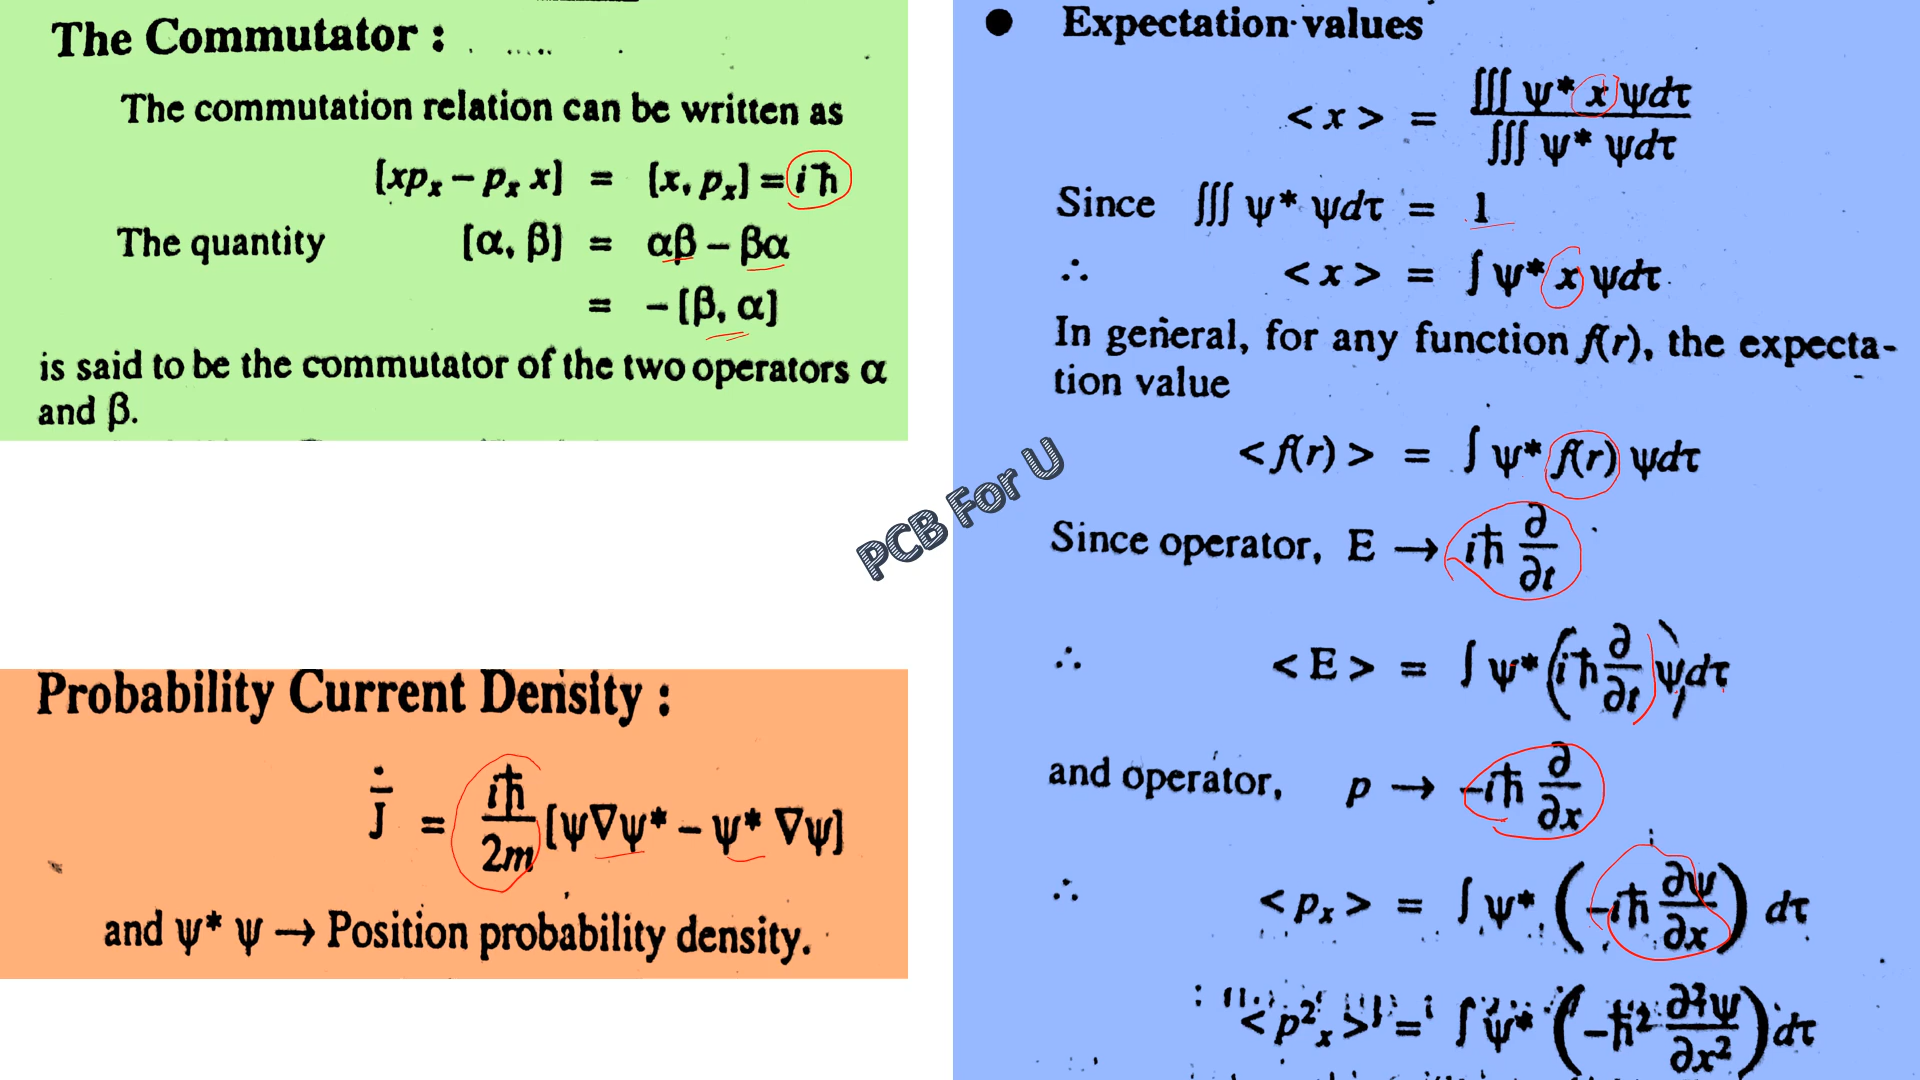 The Commutator :
The commutation relation can be written as
[xpₓ – pₓ x] = [x, pₓ] = iħ
The quantity [α, β] = αβ – βα
= – [β, α]
is said to be the commutator of the two operators α
and β.
Probability Current Density :
J = iħ/2m [ψ∇ψ* – ψ* ∇ψ]
and ψ* ψ → Position probability density.
PCB For U
● Expectation values
< x > = ∫∫∫ ψ* x ψdτ / ∫∫∫ ψ* ψdτ
Since ∫∫∫ ψ* ψdτ = 1
∴ < x > = ∫ ψ* x ψdτ.
In general, for any function f(r), the expecta-
tion value
< f(r) > = ∫ ψ* f(r) ψdτ
Since operator, E → iħ ∂/∂t
∴ < E > = ∫ ψ* (iħ ∂/∂t) ψdτ
and operator, p → –iħ ∂/∂x
∴ < pₓ > = ∫ ψ* (–iħ ∂ψ/∂x) dτ
< p²ₓ > = ∫ ψ* (–ħ² ∂²ψ/∂x²) dτ